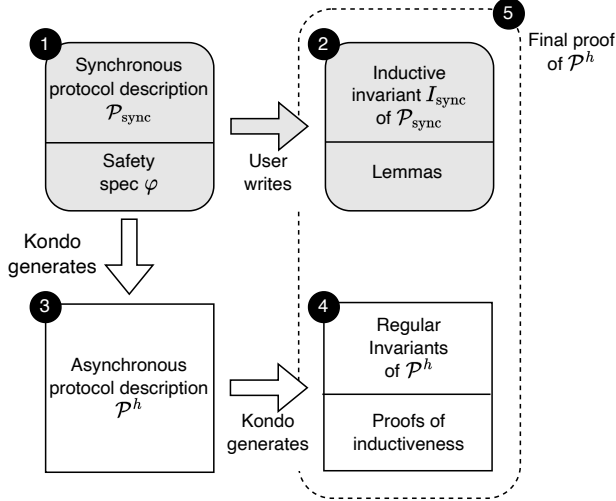 1
Synchronous
protocol description
𝒫sync
Safety
spec φ
User
writes
2
Inductive
invariant Isync
of 𝒫sync
Lemmas
5
Final proof
of 𝒫ʰ
Kondo
generates
3
Asynchronous
protocol description
𝒫ʰ
Kondo
generates
4
Regular
Invariants
of 𝒫ʰ
Proofs of
inductiveness